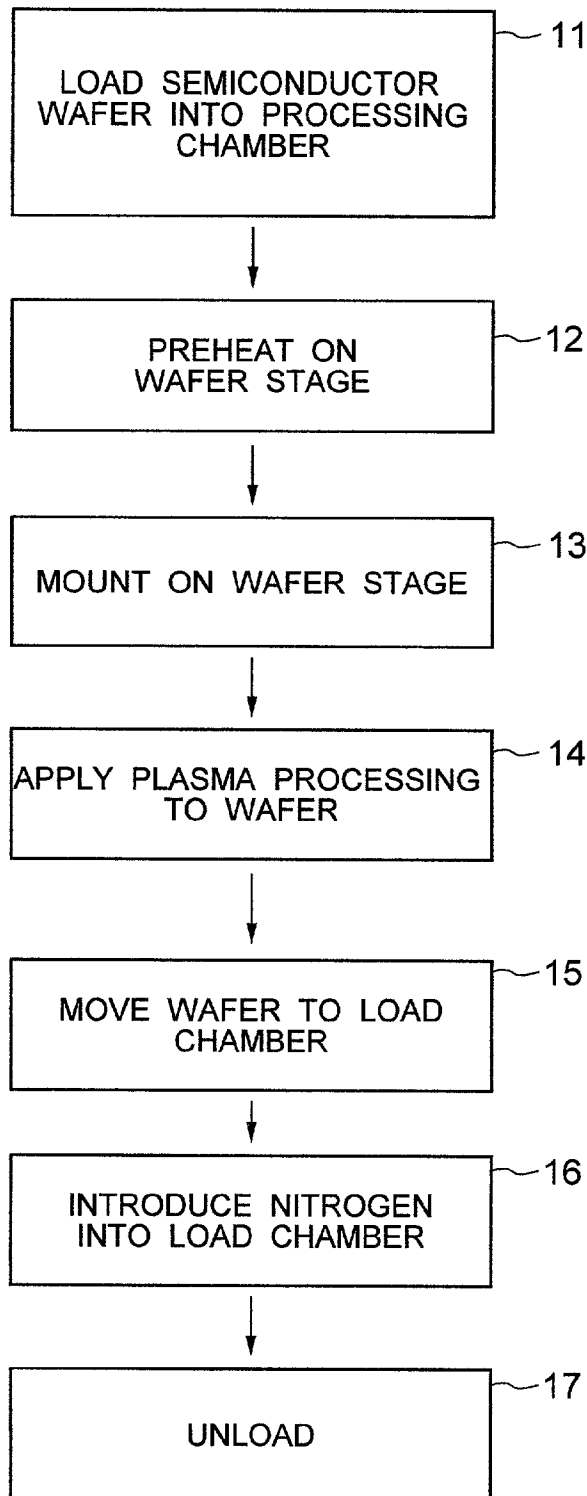 11
LOAD SEMICONDUCTOR
WAFER INTO PROCESSING
CHAMBER
12
PREHEAT ON
WAFER STAGE
13
MOUNT ON WAFER STAGE
14
APPLY PLASMA PROCESSING
TO WAFER
15
MOVE WAFER TO LOAD
CHAMBER
16
INTRODUCE NITROGEN
INTO LOAD CHAMBER
17
UNLOAD